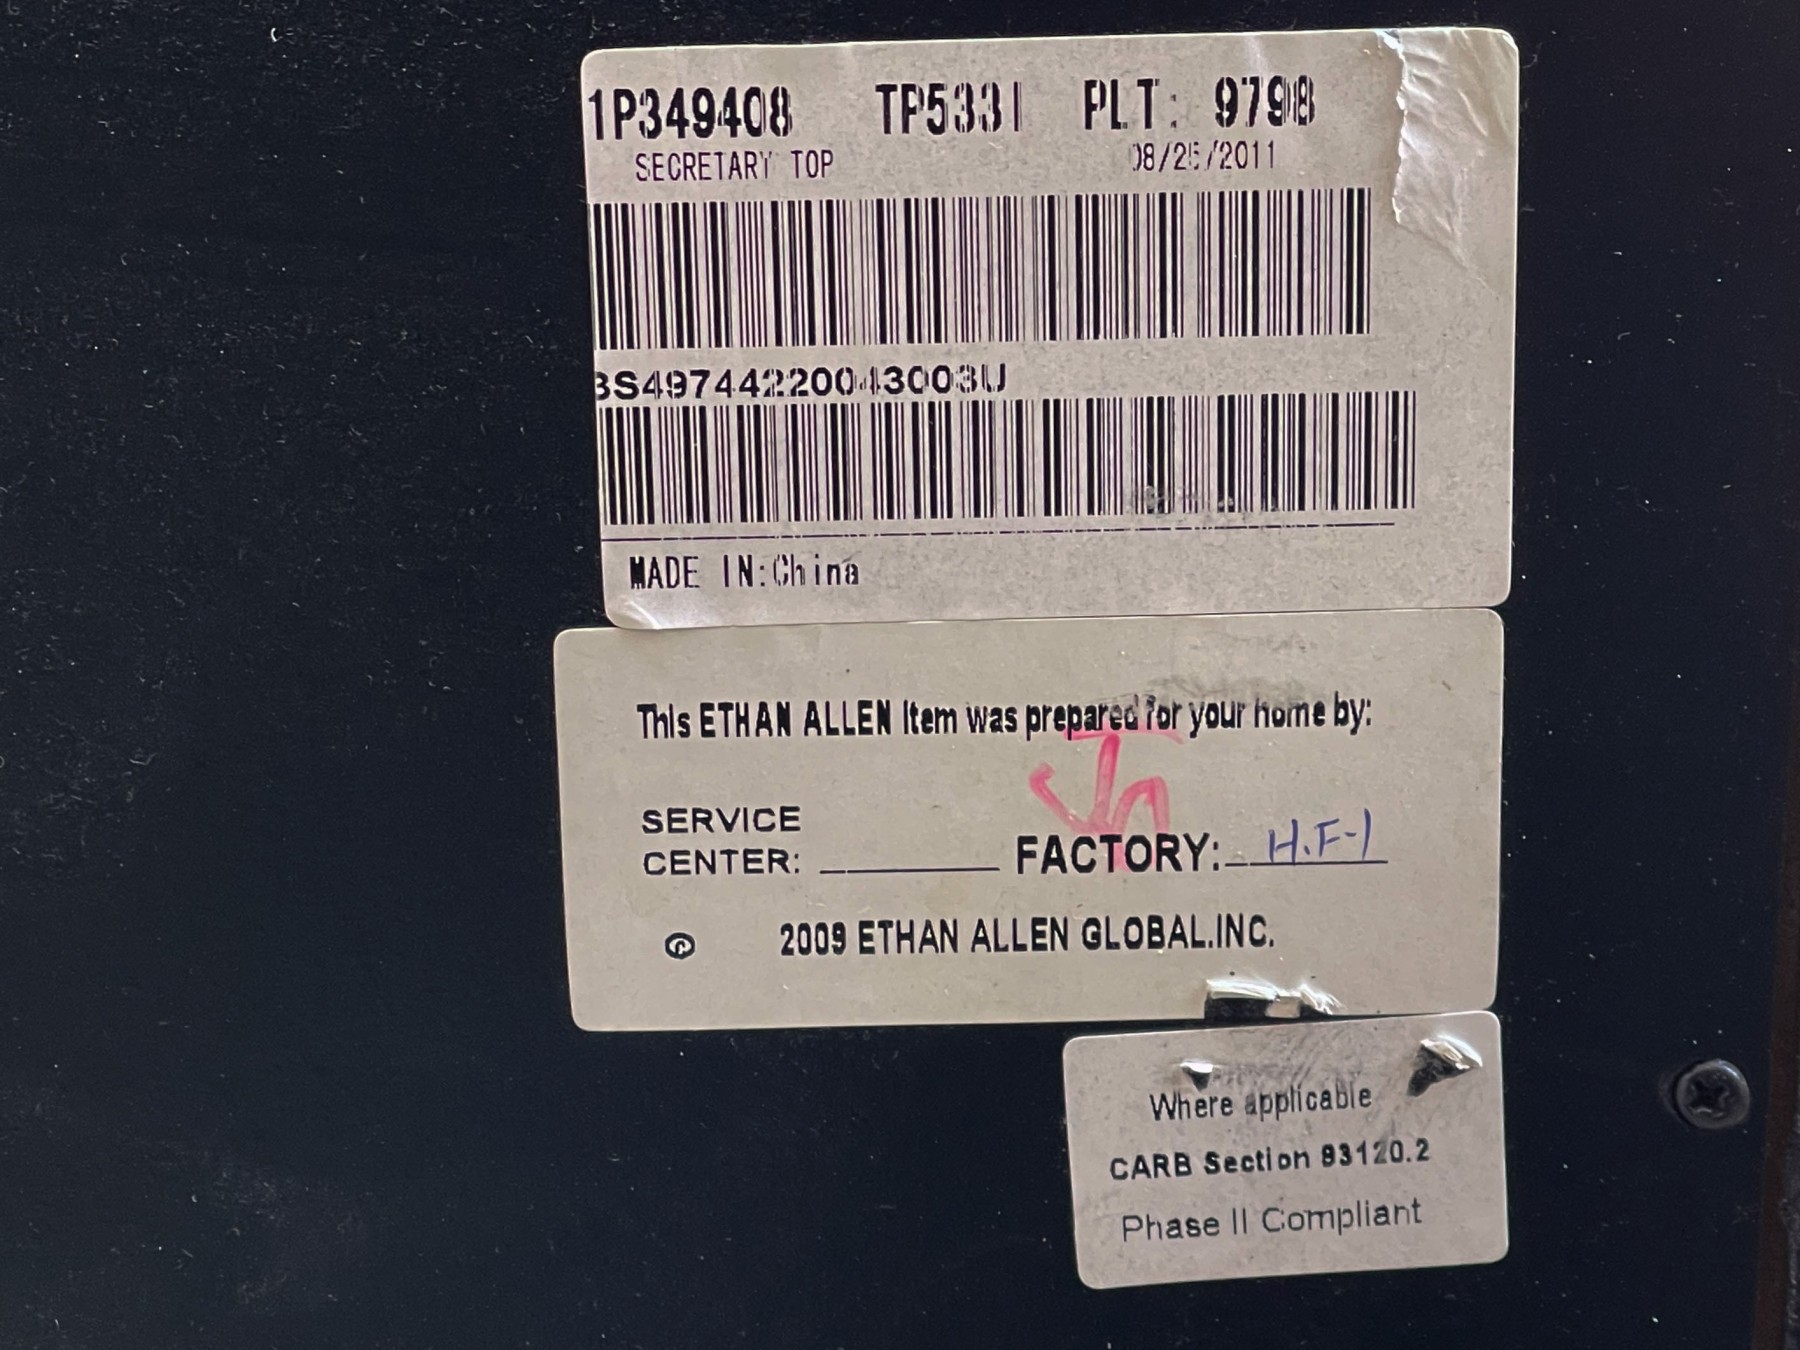 1P349408 TP5331 PLT: 9798
SECRETARY TOP 08/25/2011
3S49744220043003U
MADE IN:China
This ETHAN ALLEN item was prepared for your home by:
SERVICE
CENTER: FACTORY: H.F-1
2009 ETHAN ALLEN GLOBAL.INC.
Where applicable
CARB Section 93120.2
Phase II Compliant